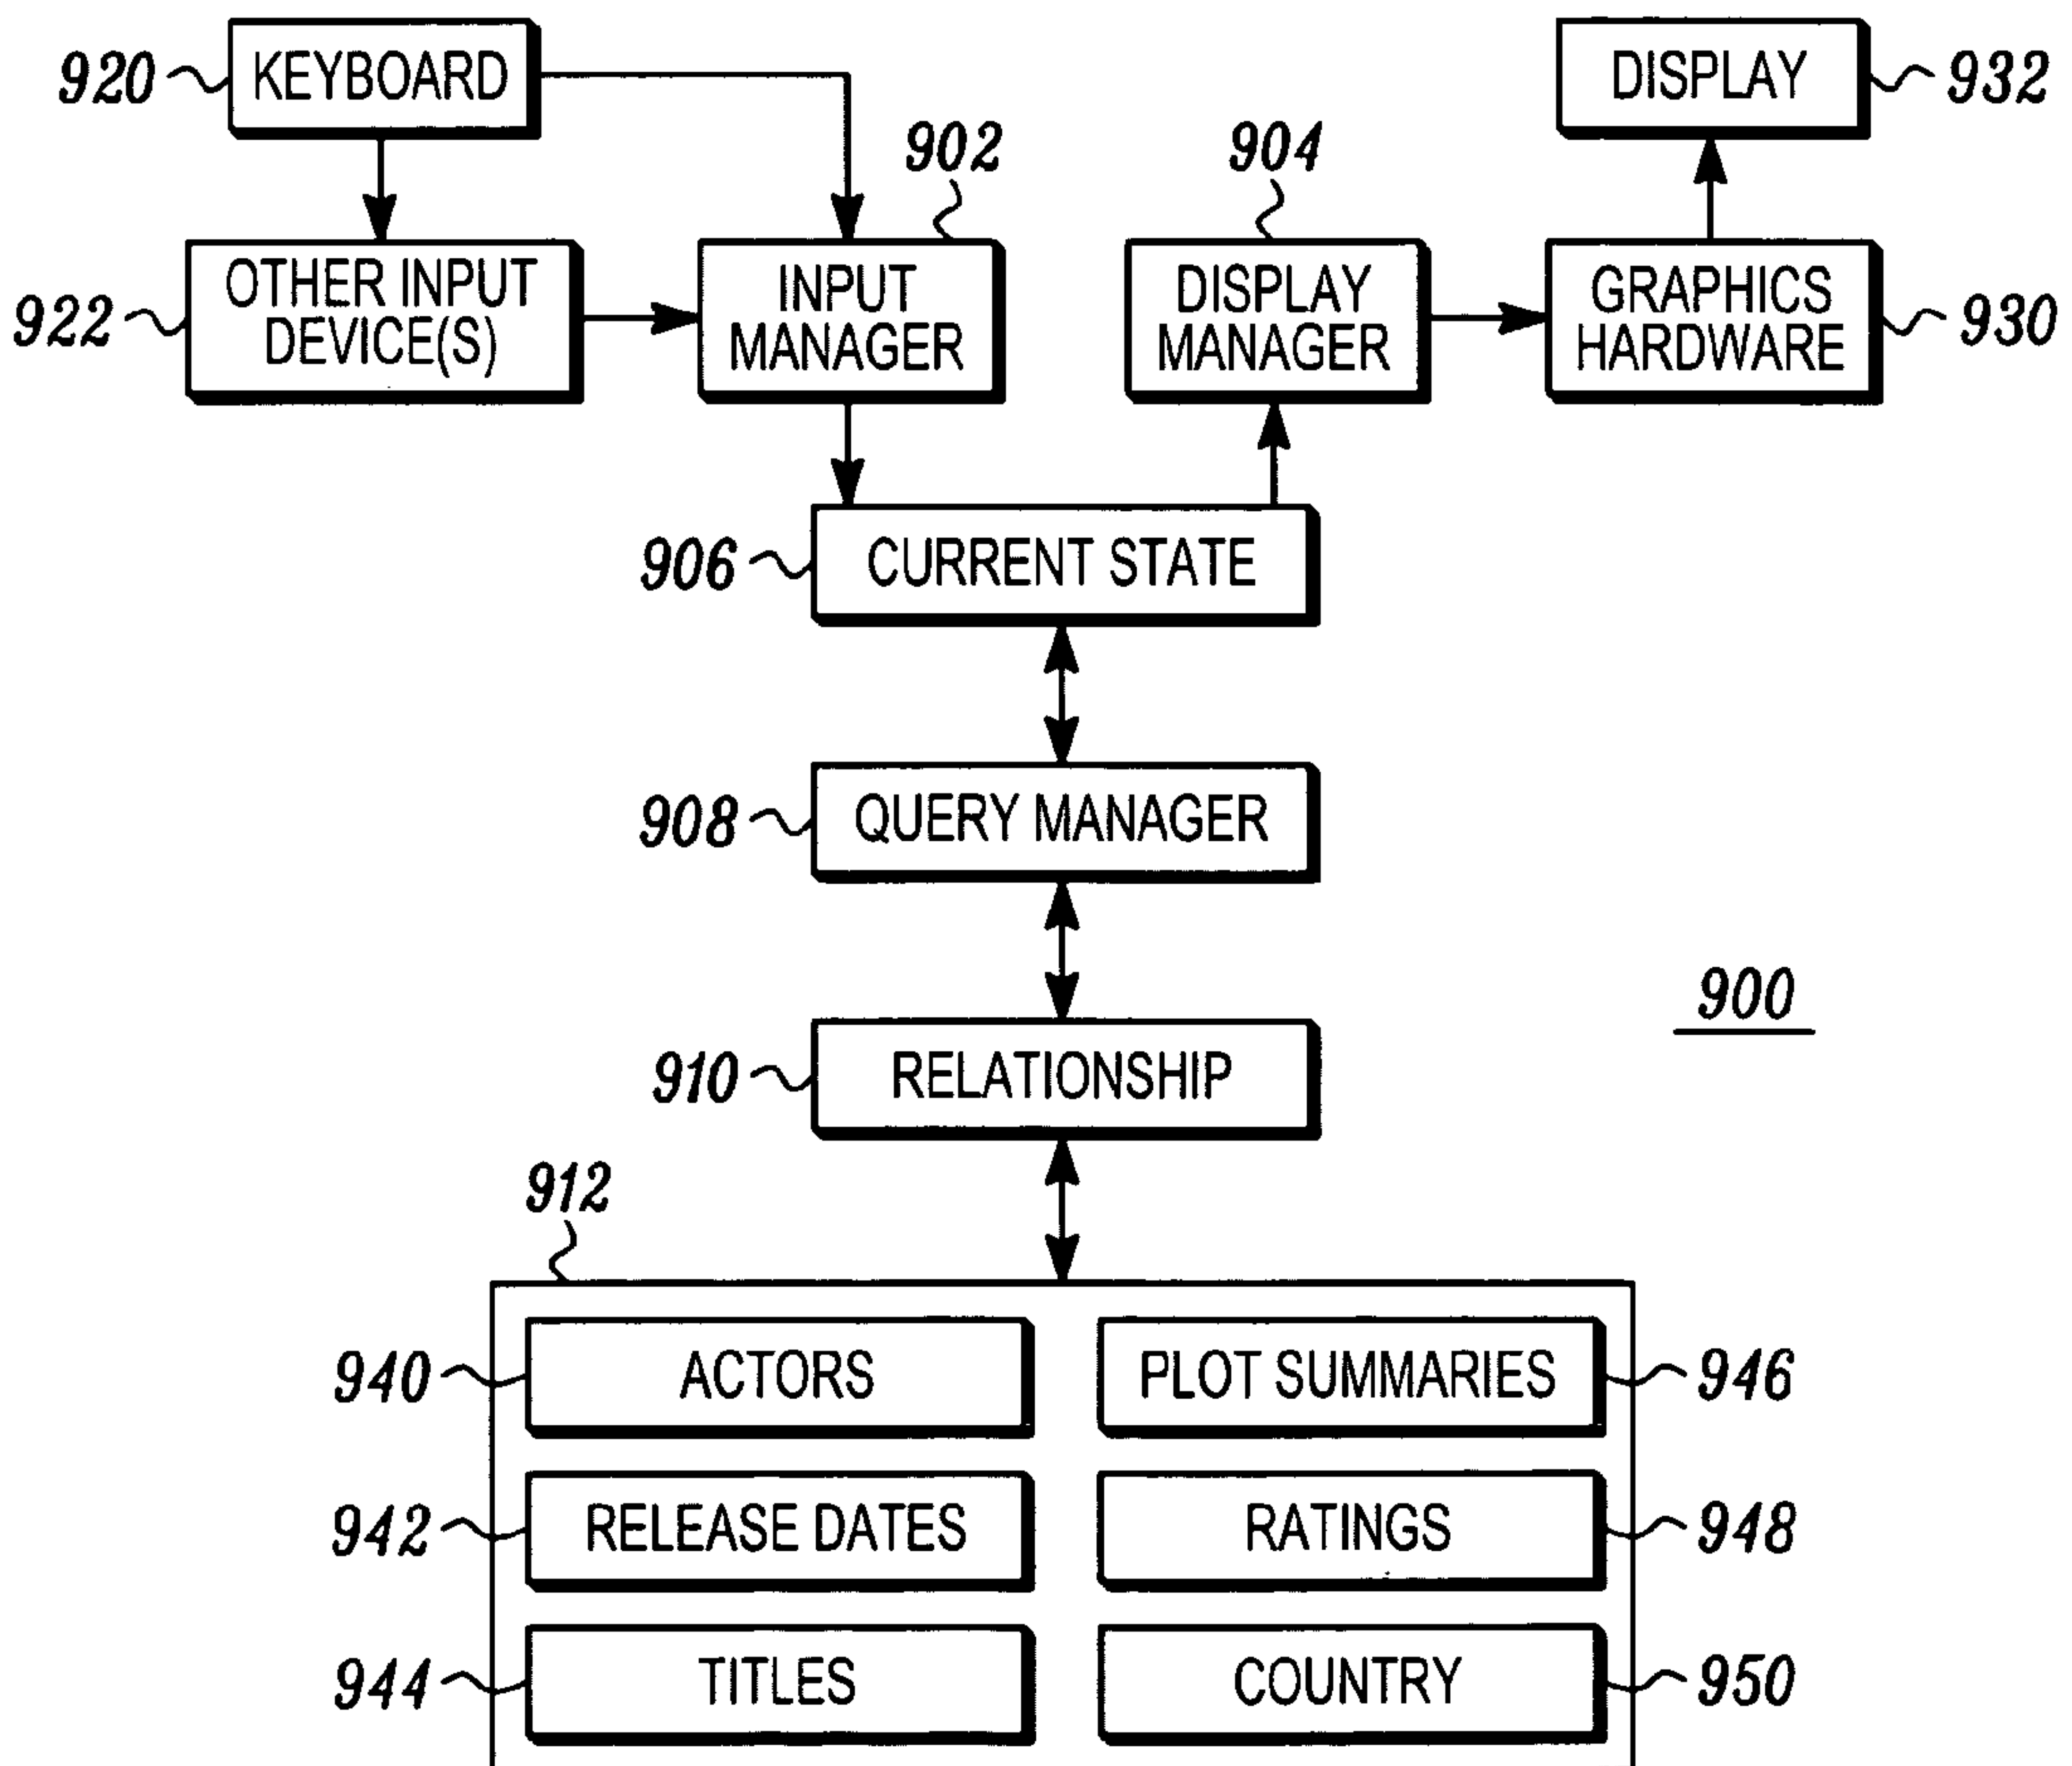 920
KEYBOARD
DISPLAY
932
902
904
922
OTHER INPUT
DEVICE(S)
INPUT
MANAGER
DISPLAY
MANAGER
GRAPHICS
HARDWARE
930
906
CURRENT STATE
908
QUERY MANAGER
900
910
RELATIONSHIP
912
940
ACTORS
PLOT SUMMARIES
946
942
RELEASE DATES
RATINGS
948
944
TITLES
COUNTRY
950